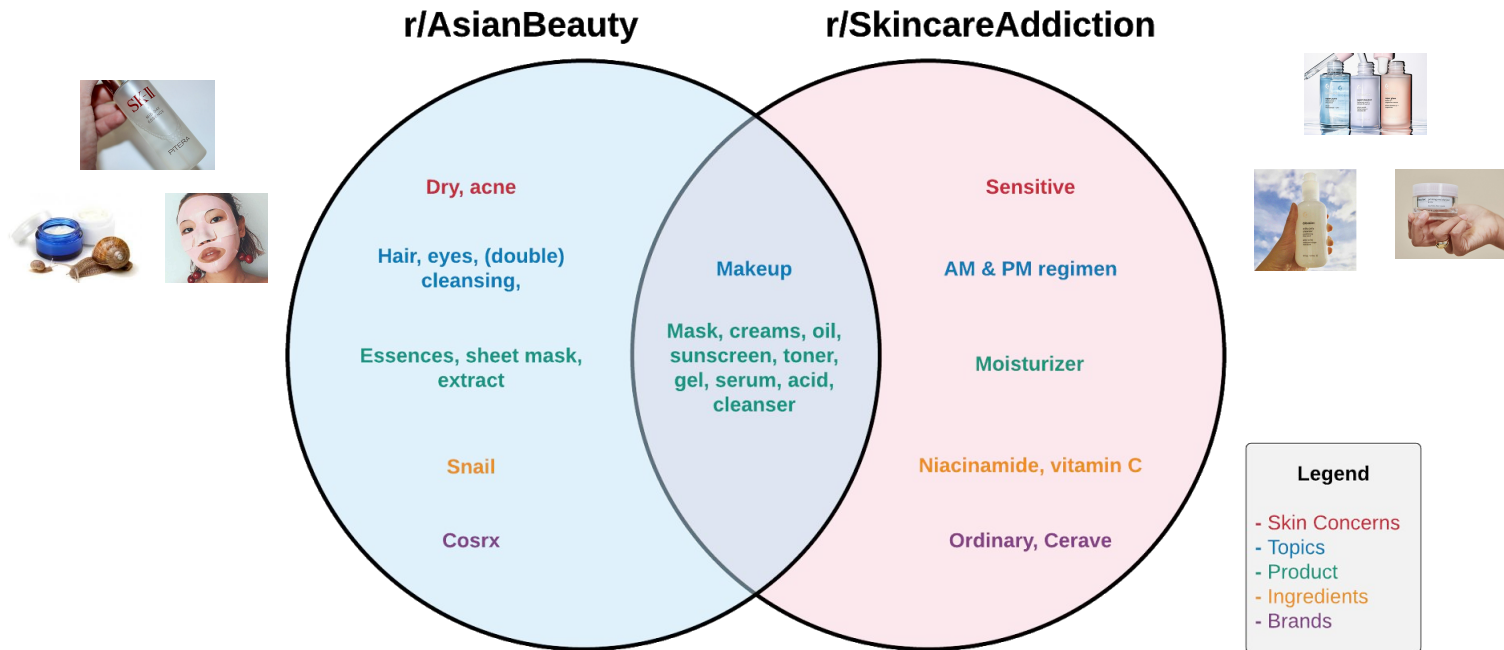 r/AsianBeauty
r/SkincareAddiction
SK-II
PITERA
Dry, acne
Hair, eyes, (double)
cleansing,
Essences, sheet mask,
extract
Snail
Cosrx
Makeup
Mask, creams, oil,
sunscreen, toner,
gel, serum, acid,
cleanser
Sensitive
AM & PM regimen
Moisturizer
Niacinamide, vitamin C
Ordinary, Cerave
Legend
- Skin Concerns
- Topics
- Product
- Ingredients
- Brands